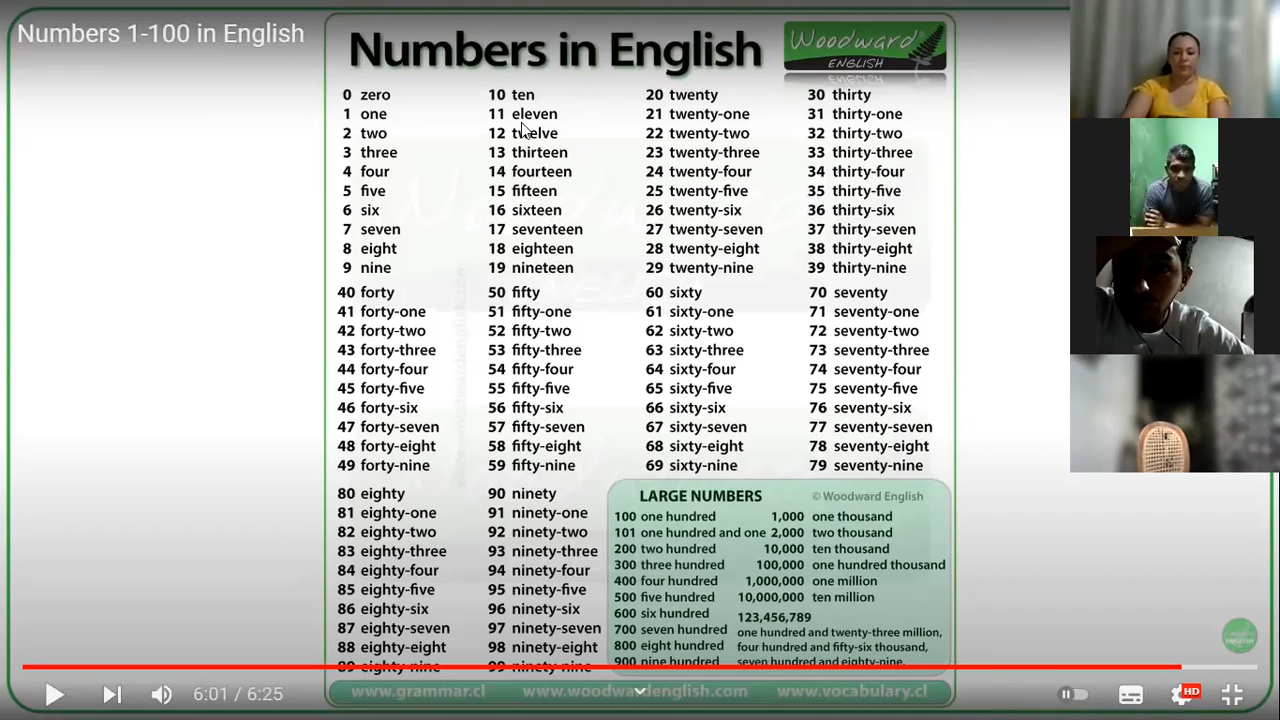 Numbers 1-100 in English
Numbers in English
Woodward®
ENGLISH
0 zero
1 one
2 two
3 three
4 four
5 five
6 six
7 seven
8 eight
9 nine
10 ten
11 eleven
12 twelve
13 thirteen
14 fourteen
15 fifteen
16 sixteen
17 seventeen
18 eighteen
19 nineteen
20 twenty
21 twenty-one
22 twenty-two
23 twenty-three
24 twenty-four
25 twenty-five
26 twenty-six
27 twenty-seven
28 twenty-eight
29 twenty-nine
30 thirty
31 thirty-one
32 thirty-two
33 thirty-three
34 thirty-four
35 thirty-five
36 thirty-six
37 thirty-seven
38 thirty-eight
39 thirty-nine
40 forty
41 forty-one
42 forty-two
43 forty-three
44 forty-four
45 forty-five
46 forty-six
47 forty-seven
48 forty-eight
49 forty-nine
50 fifty
51 fifty-one
52 fifty-two
53 fifty-three
54 fifty-four
55 fifty-five
56 fifty-six
57 fifty-seven
58 fifty-eight
59 fifty-nine
60 sixty
61 sixty-one
62 sixty-two
63 sixty-three
64 sixty-four
65 sixty-five
66 sixty-six
67 sixty-seven
68 sixty-eight
69 sixty-nine
70 seventy
71 seventy-one
72 seventy-two
73 seventy-three
74 seventy-four
75 seventy-five
76 seventy-six
77 seventy-seven
78 seventy-eight
79 seventy-nine
80 eighty
81 eighty-one
82 eighty-two
83 eighty-three
84 eighty-four
85 eighty-five
86 eighty-six
87 eighty-seven
88 eighty-eight
89 eighty-nine
90 ninety
91 ninety-one
92 ninety-two
93 ninety-three
94 ninety-four
95 ninety-five
96 ninety-six
97 ninety-seven
98 ninety-eight
99 ninety-nine
LARGE NUMBERS
© Woodward English
100 one hundred
101 one hundred and one
200 two hundred
300 three hundred
400 four hundred
500 five hundred
600 six hundred
700 seven hundred
800 eight hundred
900 nine hundred
1,000 one thousand
2,000 two thousand
10,000 ten thousand
100,000 one hundred thousand
1,000,000 one million
10,000,000 ten million
123,456,789
one hundred and twenty-three million,
four hundred and fifty-six thousand,
seven hundred and eighty-nine.
www.grammar.cl
www.woodwardenglish.com
www.vocabulary.cl
6:01 / 6:25
HD